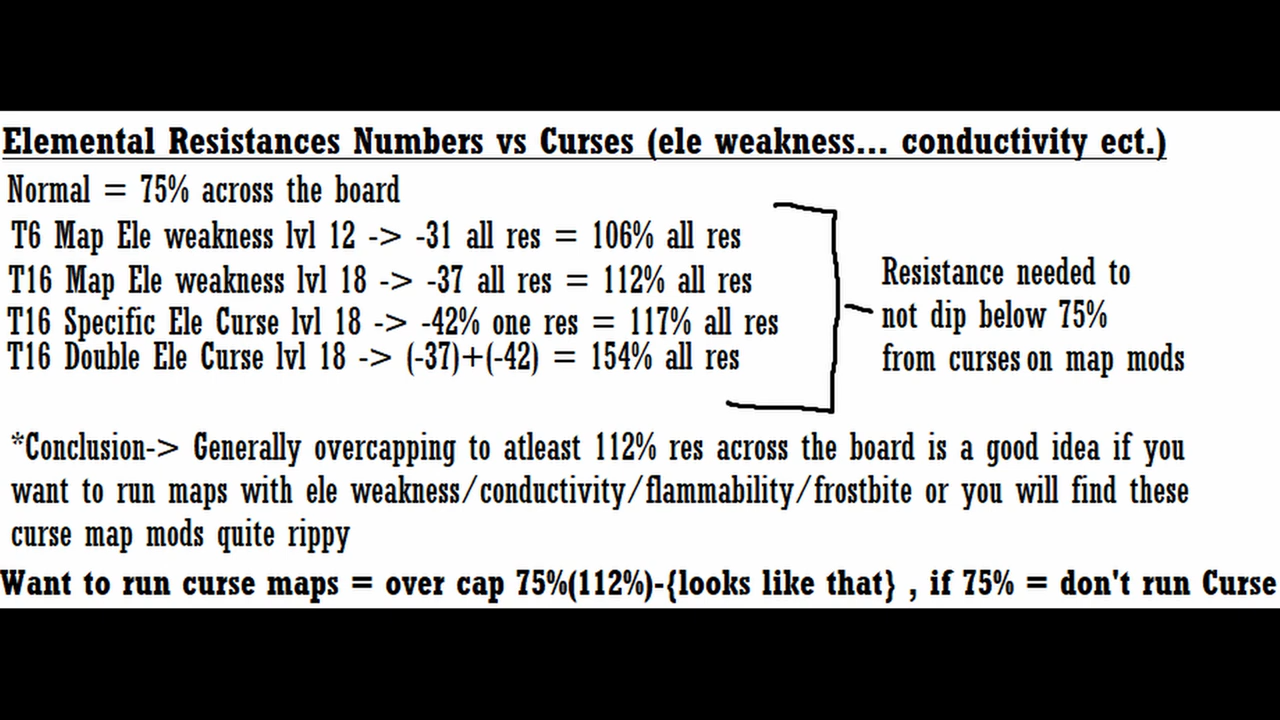 Elemental Resistances Numbers vs Curses (ele weakness... conductivity ect.)
Normal = 75% across the board
T6 Map Ele weakness lvl 12 -> -31 all res = 106% all res
T16 Map Ele weakness lvl 18 -> -37 all res = 112% all res
T16 Specific Ele Curse lvl 18 -> -42% one res = 117% all res
T16 Double Ele Curse lvl 18 -> (-37)+(-42) = 154% all res
Resistance needed to
not dip below 75%
from curses on map mods
*Conclusion-> Generally overcapping to atleast 112% res across the board is a good idea if you
want to run maps with ele weakness/conductivity/flammability/frostbite or you will find these
curse map mods quite rippy
Want to run curse maps = over cap 75%(112%)-{looks like that} , if 75% = don't run Curse